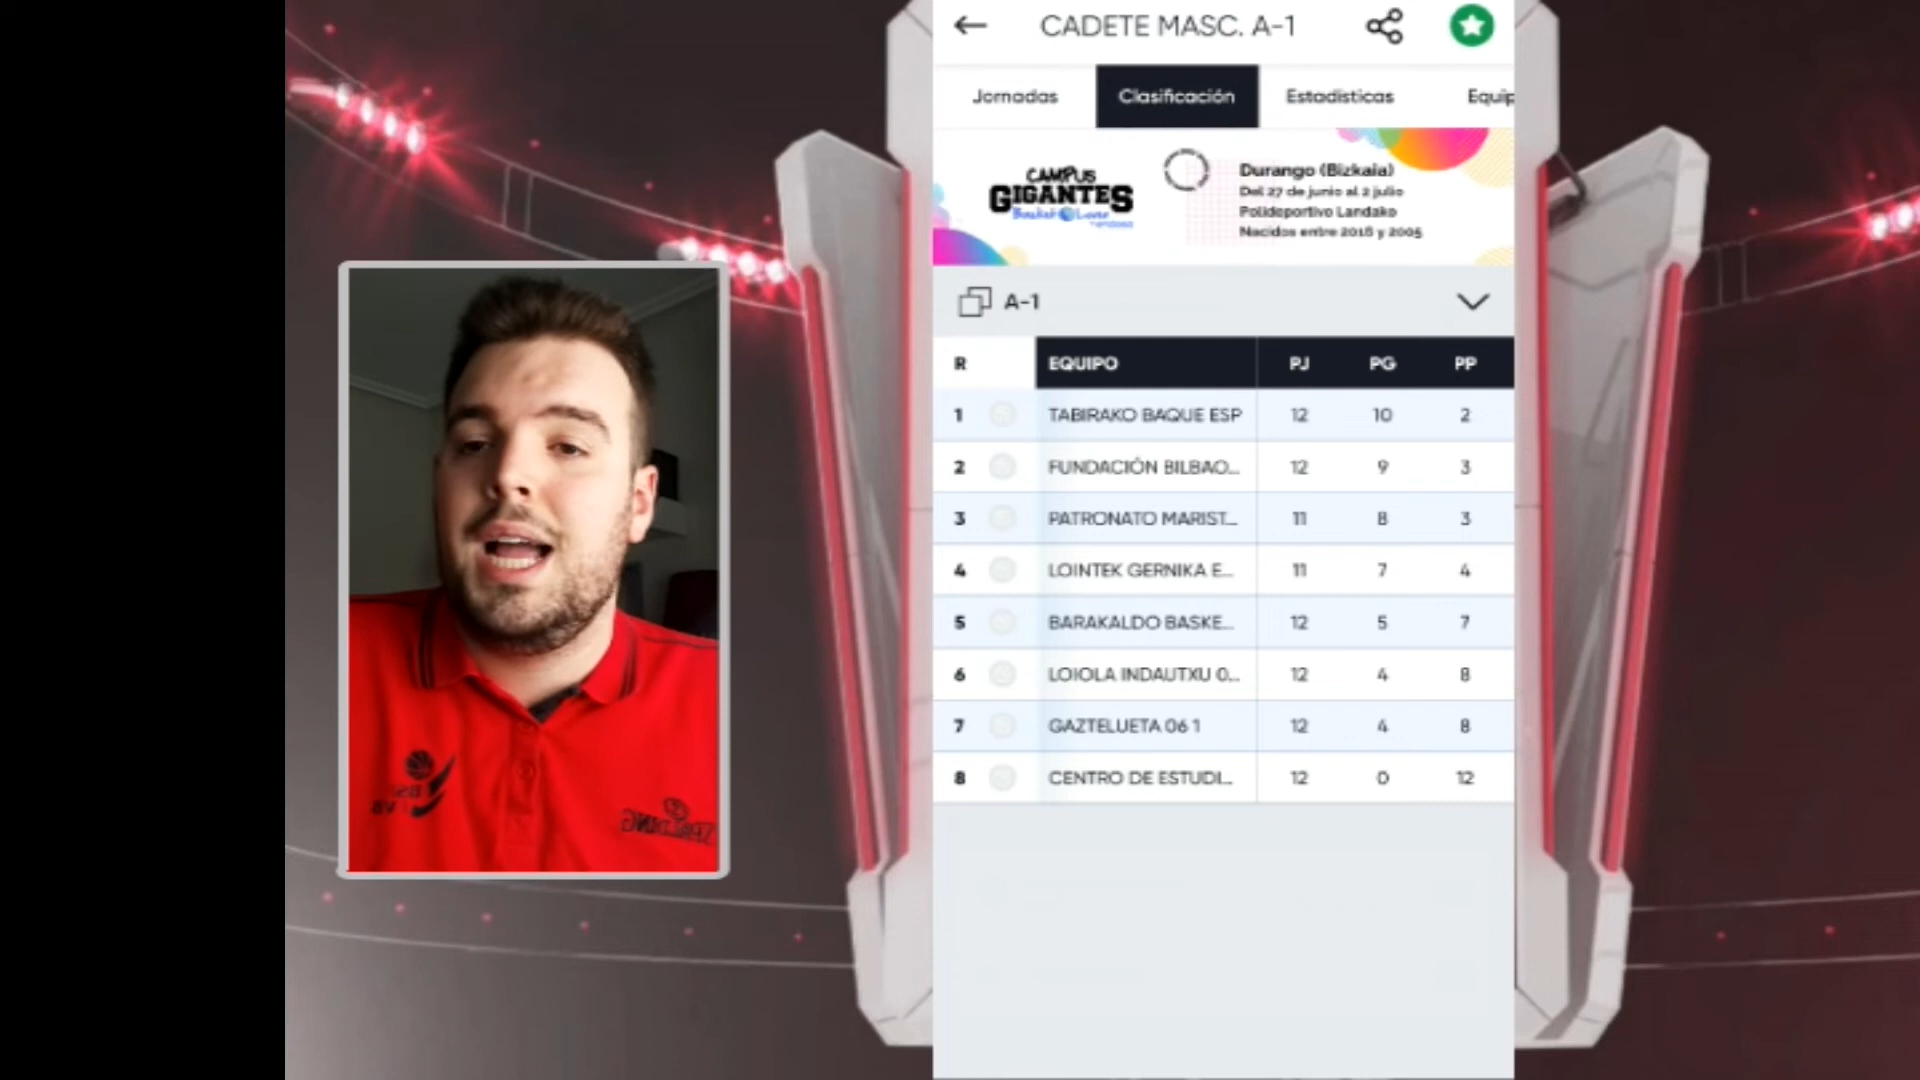 CADETE MASC. A-1
Jornadas
Clasificación
Estadísticas
Equip
CAMPUS
GIGANTES
Basket Lover
Durango (Bizkaia)
Del 27 de junio al 2 julio
Polideportivo Landako
Nacidos entre 2016 y 2005
A-1
R EQUIPO PJ PG PP
1 TABIRAKO BAQUE ESP 12 10 2
2 FUNDACIÓN BILBAO... 12 9 3
3 PATRONATO MARIST... 11 8 3
4 LOINTEK GERNIKA E... 11 7 4
5 BARAKALDO BASKE... 12 5 7
6 LOIOLA INDAUTXU 0... 12 4 8
7 GAZTELUETA 06 1 12 4 8
8 CENTRO DE ESTUDI... 12 0 12
SPALDING